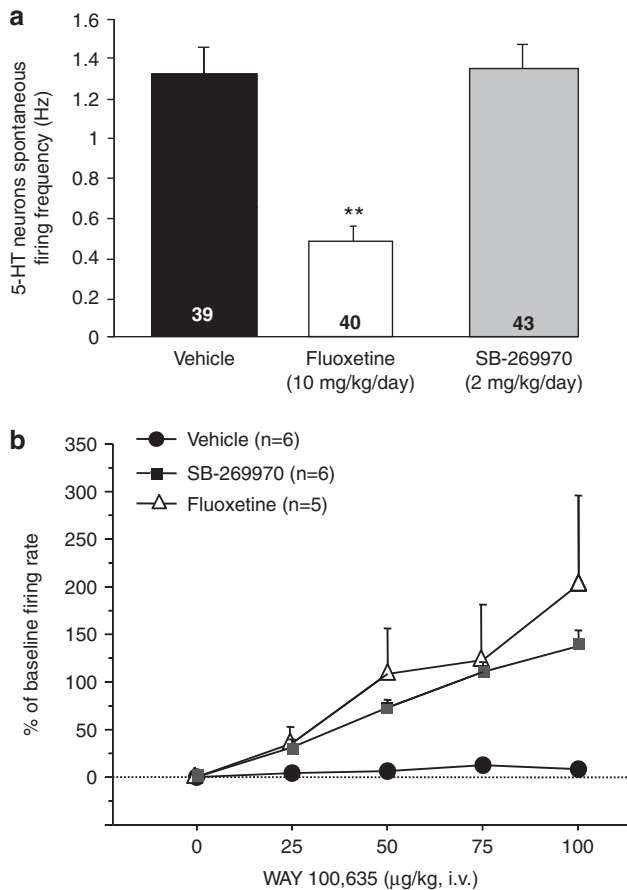 a
5-HT neurons spontaneous
firing frequency (Hz)
1.6
1.4
1.2
1
0.8
0.6
0.4
0.2
0
**
39
40
43
Vehicle
Fluoxetine
(10 mg/kg/day)
SB-269970
(2 mg/kg/day)
b
% of baseline firing rate
350
300
250
200
150
100
50
0
Vehicle (n=6)
SB-269970 (n=6)
Fluoxetine (n=5)
0 25 50 75 100
WAY 100,635 (μg/kg, i.v.)